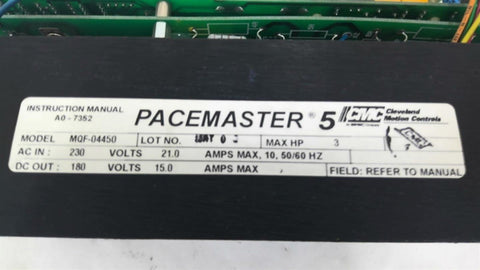 INSTRUCTION MANUAL
A0 - 7352
PACEMASTER ® 5
CMC Cleveland
Motion Controls
MODEL MQF-04450 LOT NO. MAX HP 3
AC IN : 230 VOLTS 21.0 AMPS MAX, 10, 50/60 HZ
DC OUT : 180 VOLTS 15.0 AMPS MAX FIELD: REFER TO MANUAL